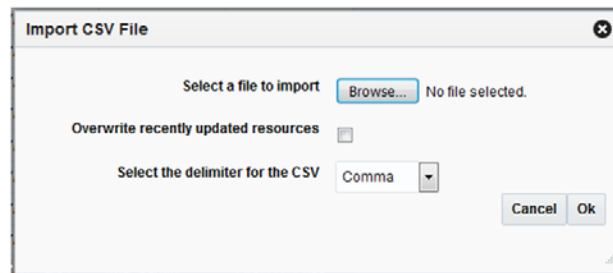 Import CSV File
Select a file to import Browse... No file selected.
Overwrite recently updated resources
Select the delimiter for the CSV Comma
Cancel Ok